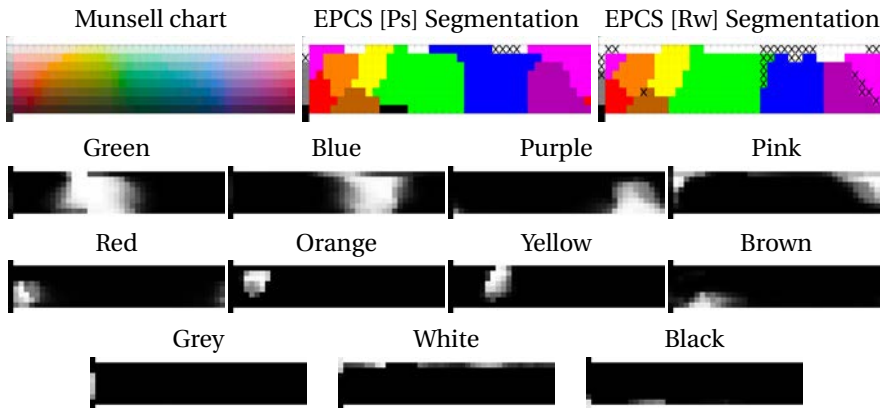 Munsell chart EPCS [Ps] Segmentation EPCS [Rw] Segmentation
Green Blue Purple Pink
Red Orange Yellow Brown
Grey White Black